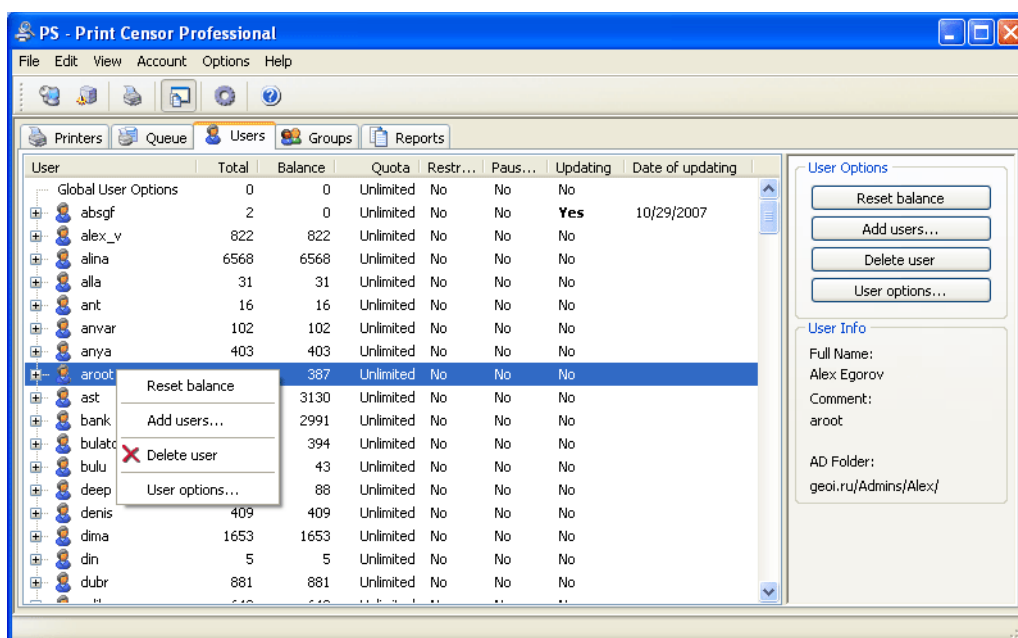 PS - Print Censor Professional
File Edit View Account Options Help
Printers Queue Users Groups Reports
User Total Balance Quota Restr... Paus... Updating Date of updating
Global User Options 0 0 Unlimited No No No
absgf 2 0 Unlimited No No Yes 10/29/2007
alex_v 822 822 Unlimited No No No
alina 6568 6568 Unlimited No No No
alla 31 31 Unlimited No No No
ant 16 16 Unlimited No No No
anvar 102 102 Unlimited No No No
anya 403 403 Unlimited No No No
aroot 387 Unlimited No No No
ast 3130 Unlimited No No No
bank 2991 Unlimited No No No
394 Unlimited No No No
bulu 43 Unlimited No No No
deep 88 Unlimited No No No
denis 409 409 Unlimited No No No
dima 1653 1653 Unlimited No No No
din 5 5 Unlimited No No No
dubr 881 881 Unlimited No No No
Reset balance
Add users...
Delete user
User options...
User Options
Reset balance
Add users...
Delete user
User options...
User Info
Full Name:
Alex Egorov
Comment:
aroot
AD Folder:
geoi.ru/Admins/Alex/